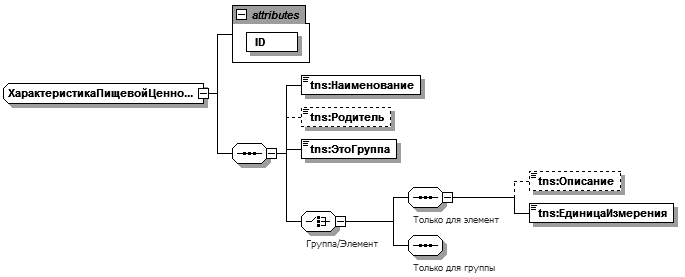 attributes
ID
ХарактеристикаПищевойЦенно...
tns:Наименование
tns:Родитель
tns:ЭтоГруппа
tns:Описание
tns:ЕдиницаИзмерения
Только для элемент
Группа/Элемент
Только для группы